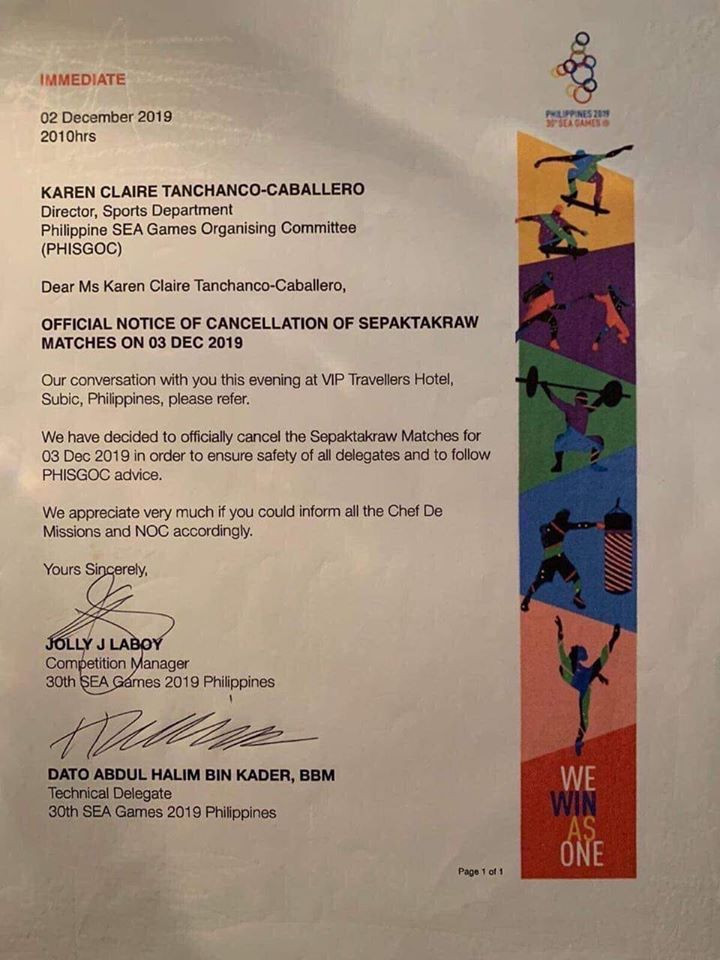 IMMEDIATE
02 December 2019
2010hrs
KAREN CLAIRE TANCHANCO-CABALLERO
Director, Sports Department
Philippine SEA Games Organising Committee
(PHISGOC)
Dear Ms Karen Claire Tanchanco-Caballero,
OFFICIAL NOTICE OF CANCELLATION OF SEPAKTAKRAW
MATCHES ON 03 DEC 2019
Our conversation with you this evening at VIP Travellers Hotel,
Subic, Philippines, please refer.
We have decided to officially cancel the Sepaktakraw Matches for
03 Dec 2019 in order to ensure safety of all delegates and to follow
PHISGOC advice.
We appreciate very much if you could inform all the Chef De
Missions and NOC accordingly.
Yours Sincerely,
JOLLY J LABOY
Competition Manager
30th SEA Games 2019 Philippines
DATO ABDUL HALIM BIN KADER, BBM
Technical Delegate
30th SEA Games 2019 Philippines
Page 1 of 1
PHILIPPINES 2019
30TH SEA GAMES
WE
WIN
AS
ONE